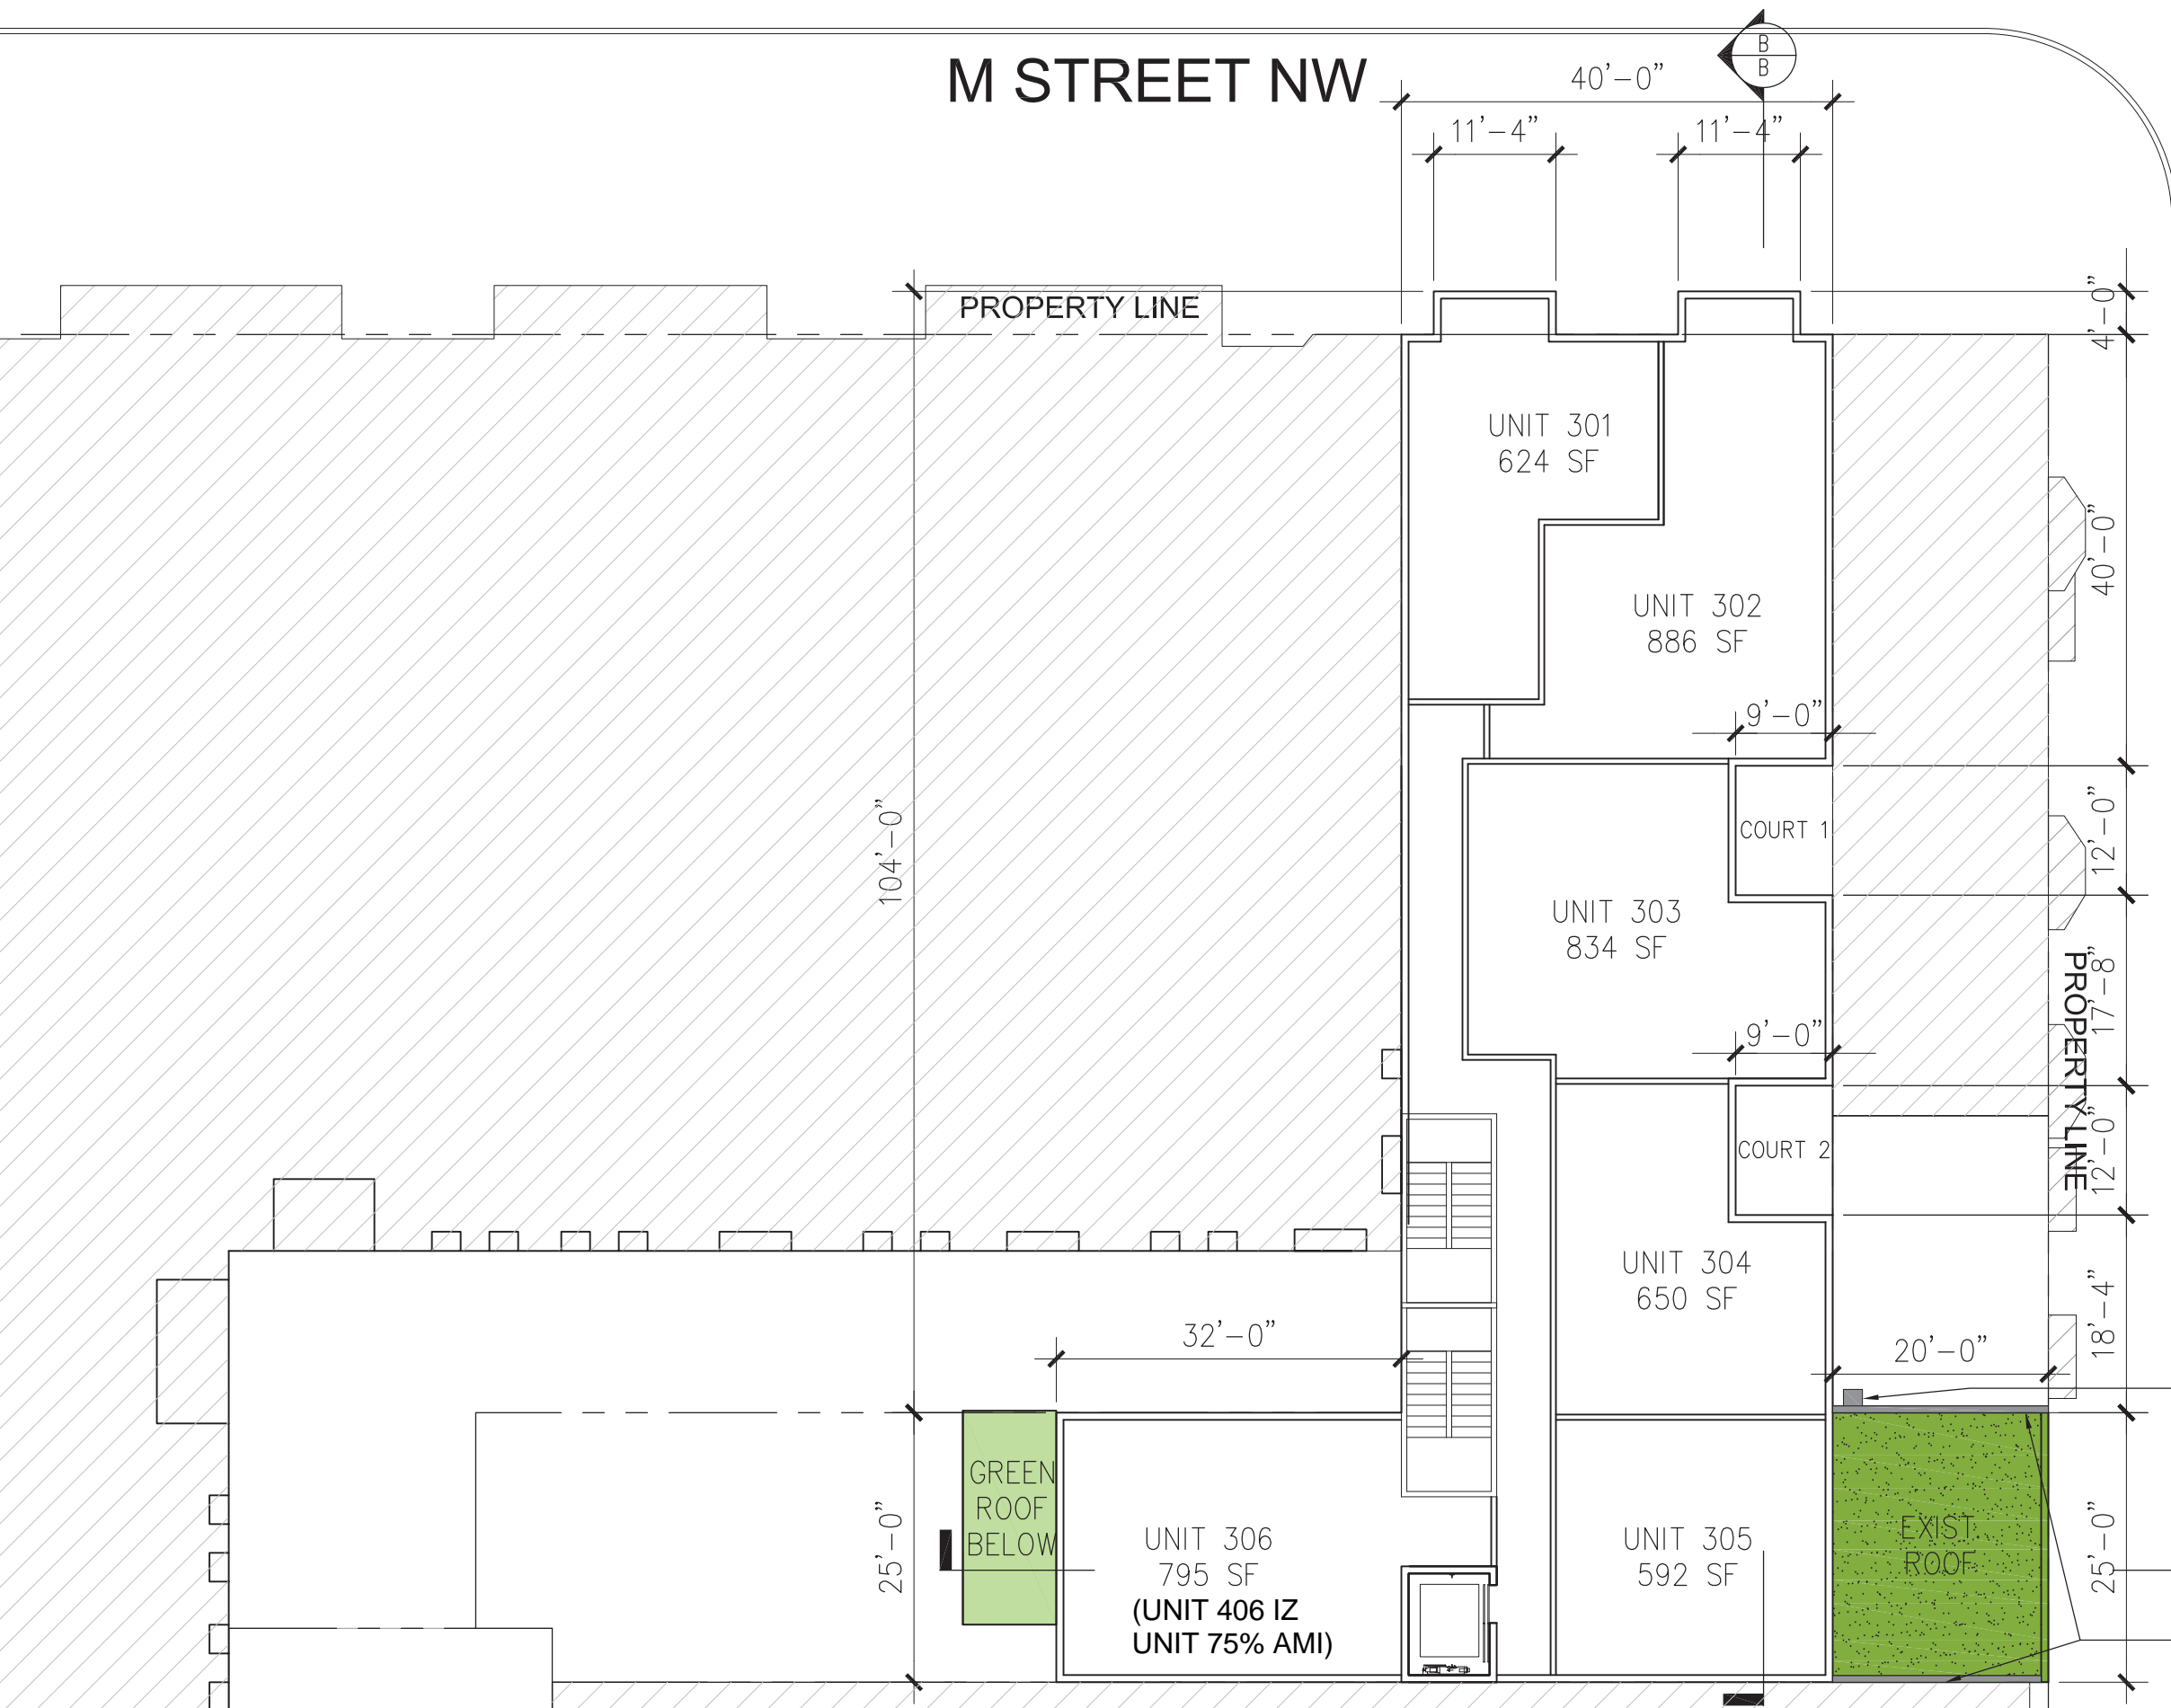 B
B
M STREET NW
40'-0"
11'-4"
11'-4"
PROPERTY LINE
4'-0"
UNIT 301
624 SF
40'-0"
UNIT 302
886 SF
9'-0"
104'-0"
COURT 1
12'-0"
UNIT 303
834 SF
PROPERTY LINE
17'-8"
9'-0"
COURT 2
12'-0"
UNIT 304
650 SF
32'-0"
20'-0"
18'-4"
GREEN
ROOF
BELOW
25'-0"
UNIT 306
795 SF
(UNIT 406 IZ
UNIT 75% AMI)
UNIT 305
592 SF
EXIST
ROOF
25'-0"